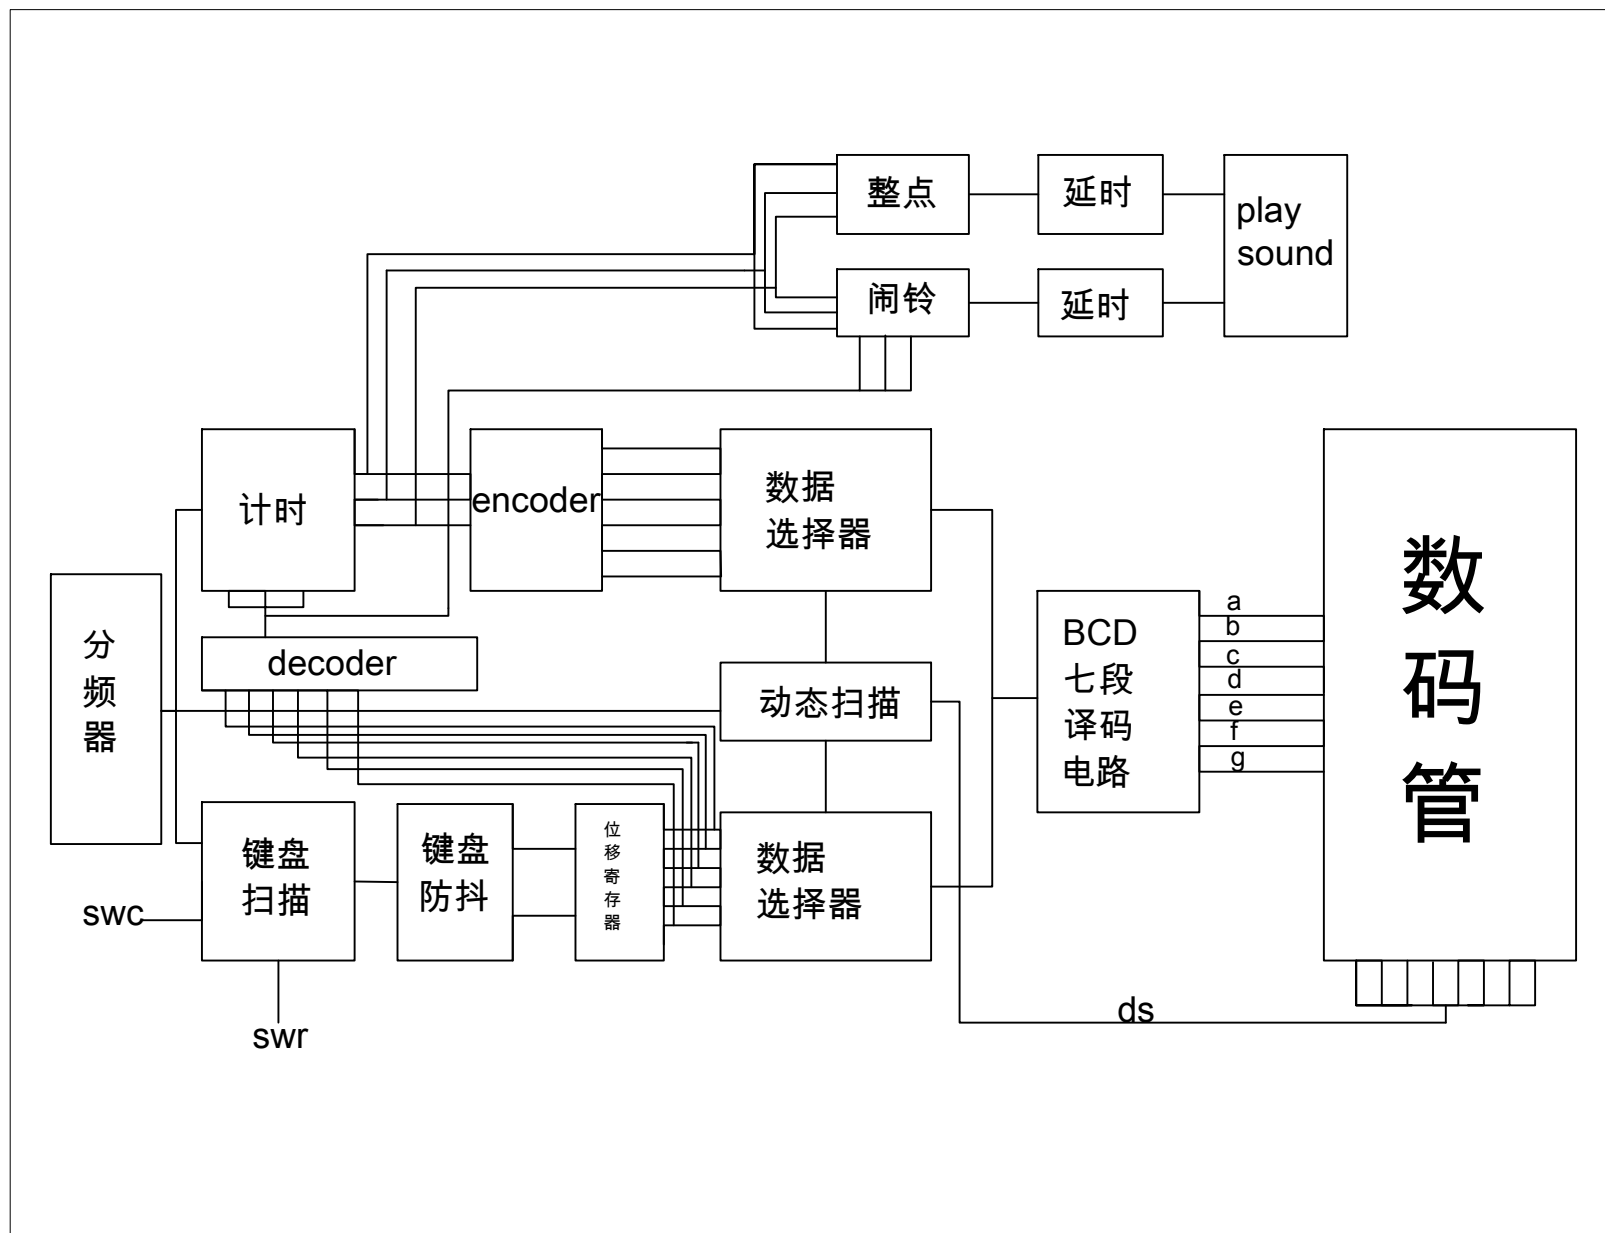 整点
延时
play
sound
闹铃
延时
计时
encoder
数据
选择器
数
码
管
分
频
器
decoder
动态扫描
BCD
七段
译码
电路
a
b
c
d
e
f
g
键盘
扫描
键盘
防抖
位
移
寄
存
器
数据
选择器
swc
swr
ds